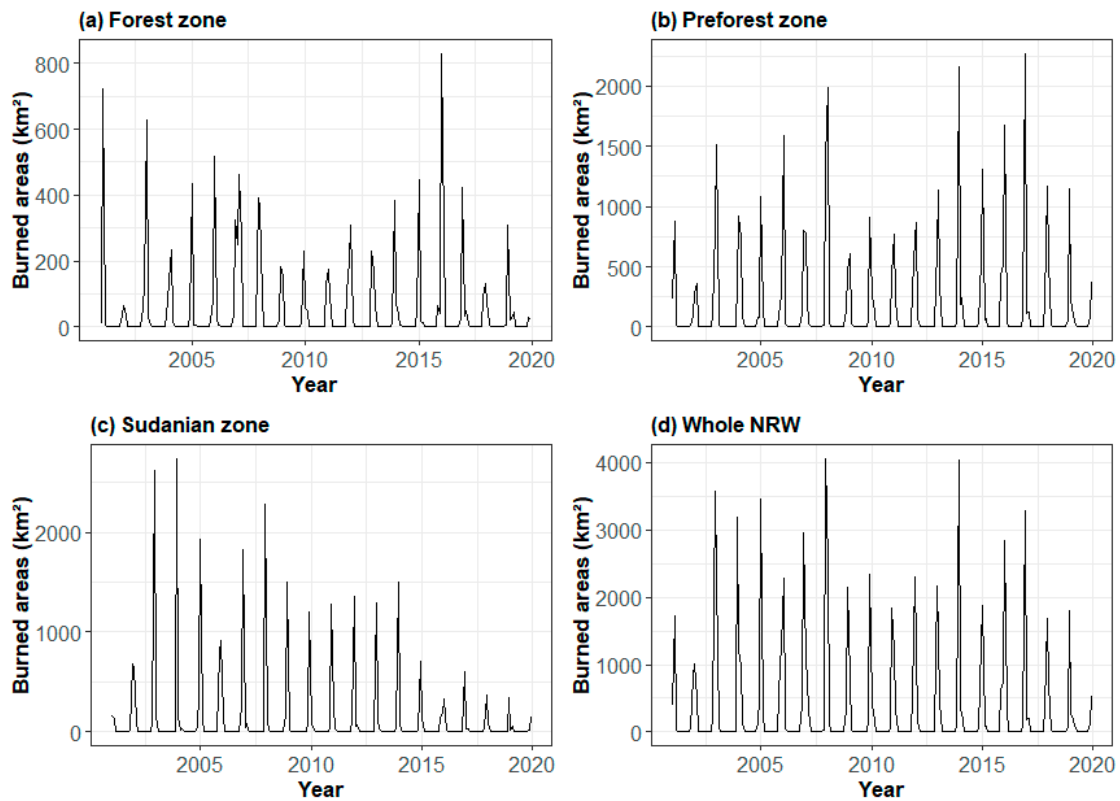 (a) Forest zone
Burned areas (km²)
800
600
400
200
0
2005 2010 2015 2020
Year
(b) Preforest zone
Burned areas (km²)
2000
1500
1000
500
0
2005 2010 2015 2020
Year
(c) Sudanian zone
Burned areas (km²)
2000
1000
0
2005 2010 2015 2020
Year
(d) Whole NRW
Burned areas (km²)
4000
3000
2000
1000
0
2005 2010 2015 2020
Year